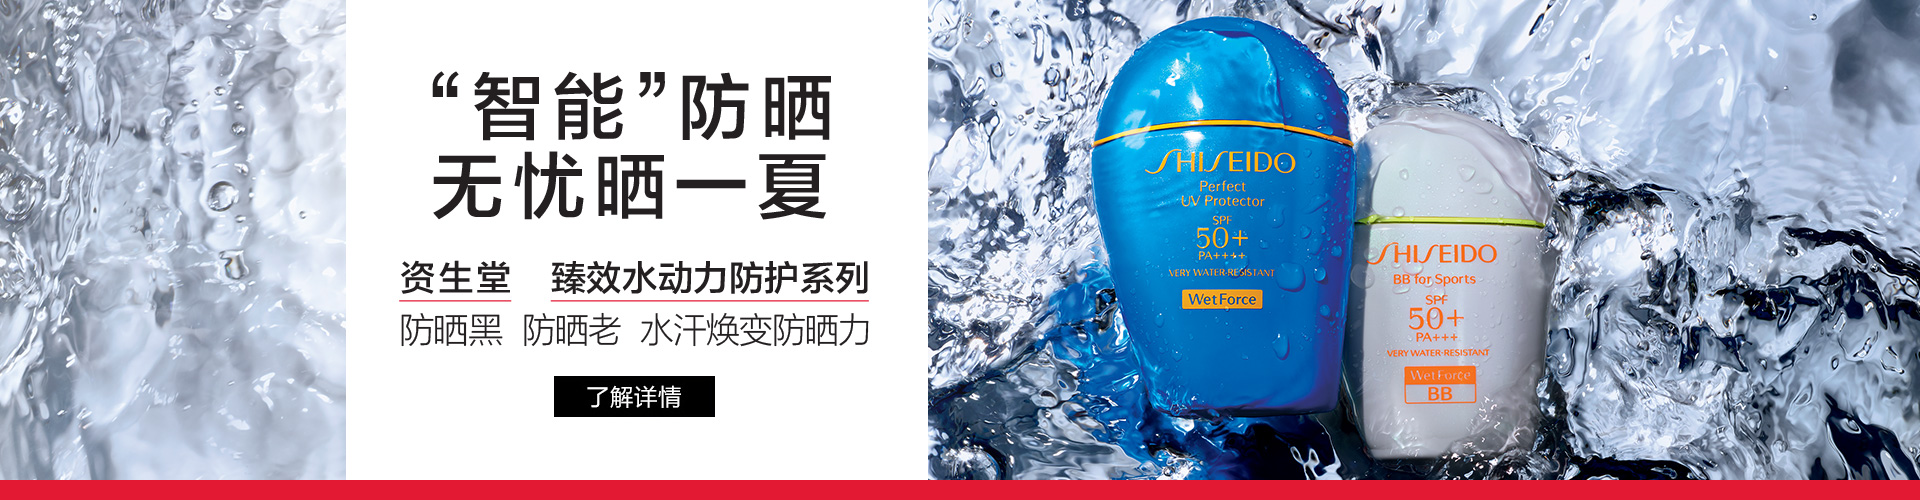 “智能”防晒
无忧晒一夏
资生堂 臻效水动力防护系列
防晒黑 防晒老 水汗焕变防晒力
了解详情
SHISEIDO
Perfect
UV Protector
SPF
50+
PA++++
VERY WATER-RESISTANT
WetForce
SHISEIDO
BB for Sports
SPF
50+
PA+++
VERY WATER-RESISTANT
WetForce
BB